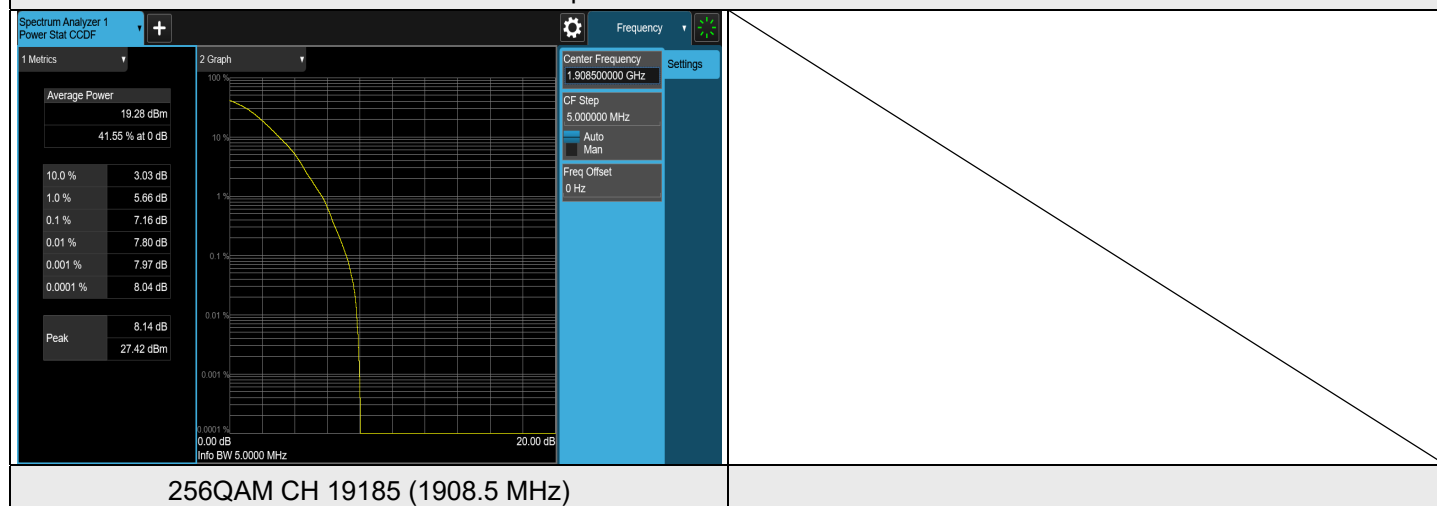 Spectrum Analyzer 1
Power Stat CCDF
+
Frequency
1 Metrics
2 Graph
Average Power
19.28 dBm
41.55 % at 0 dB
10.0 % 3.03 dB
1.0 % 5.66 dB
0.1 % 7.16 dB
0.01 % 7.80 dB
0.001 % 7.97 dB
0.0001 % 8.04 dB
Peak
8.14 dB
27.42 dBm
100 %
10 %
1 %
0.1 %
0.01 %
0.001 %
0.0001 %
0.00 dB 20.00 dB
Info BW 5.0000 MHz
Center Frequency
1.908500000 GHz
CF Step
5.000000 MHz
Auto
Man
Freq Offset
0 Hz
Settings
256QAM CH 19185 (1908.5 MHz)